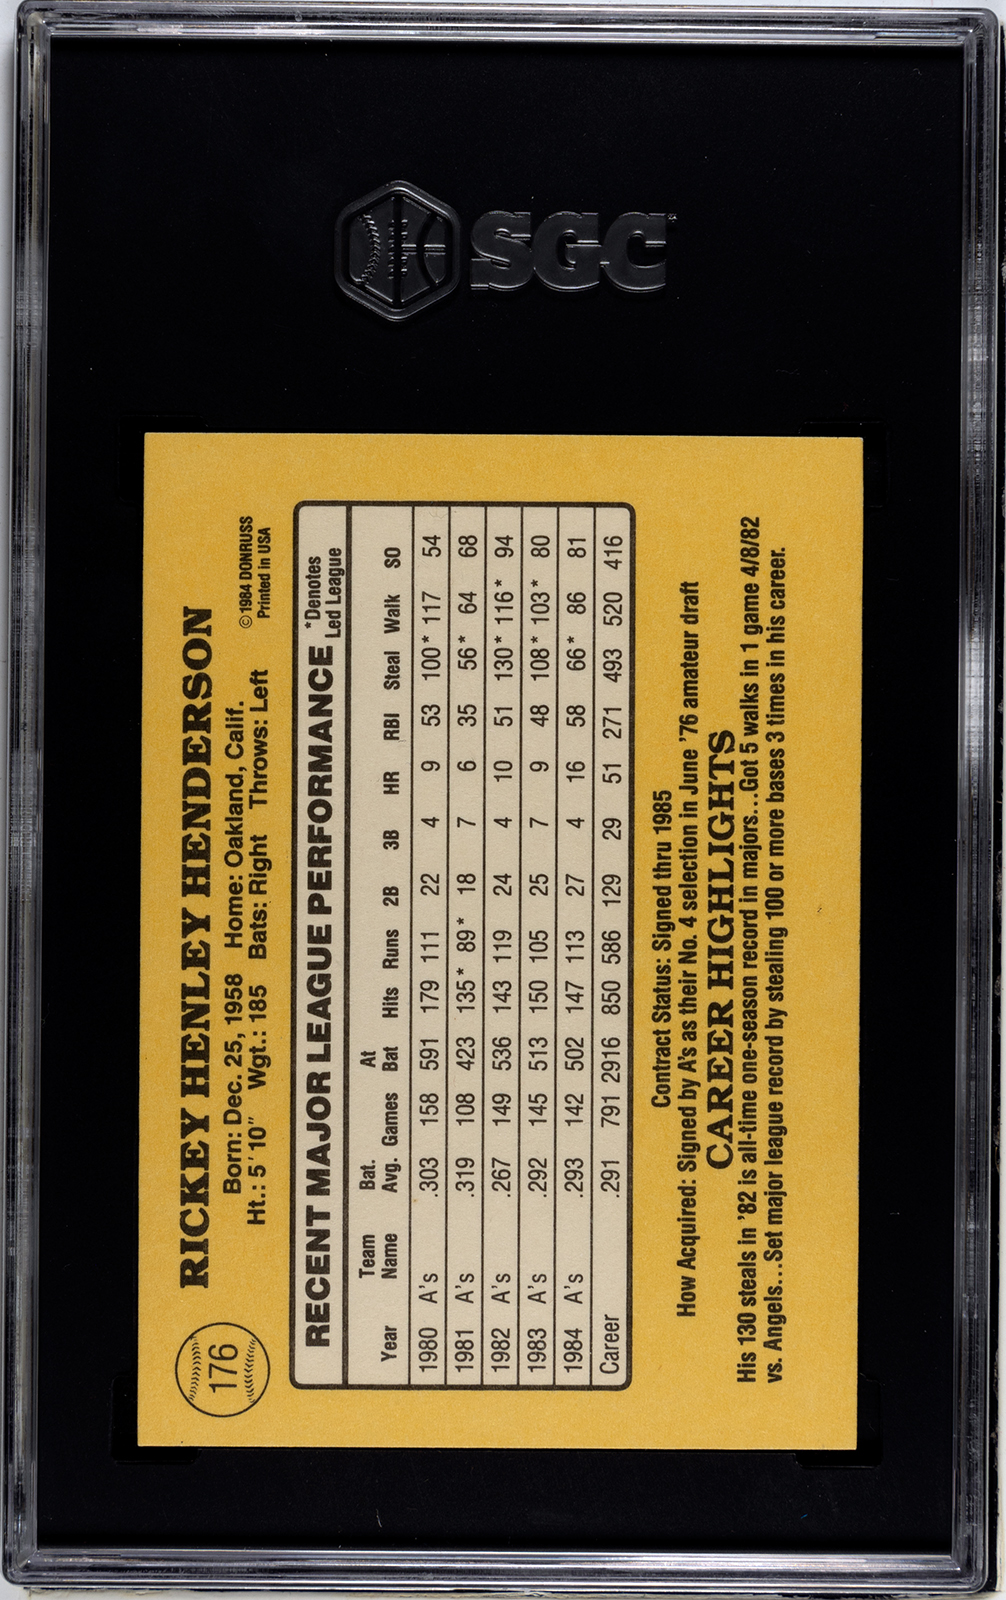 SGC
176
RICKEY HENLEY HENDERSON
Born: Dec. 25, 1958 Home: Oakland, Calif.
Ht.: 5'10" Wgt.: 185 Bats: Right Throws: Left
© 1984 DONRUSS
Printed in USA
RECENT MAJOR LEAGUE PERFORMANCE
*Denotes
Led League
Year Team Name Bat. Avg. Games At Bat Hits Runs 2B 3B HR RBI Steal Walk SO
1980 A's .303 158 591 179 111 22 4 9 53 100* 117 54
1981 A's .319 108 423 135* 89* 18 7 6 35 56* 64 68
1982 A's .267 149 536 143 119 24 4 10 51 130* 116* 94
1983 A's .292 145 513 150 105 25 7 9 48 108* 103* 80
1984 A's .293 142 502 147 113 27 4 16 58 66* 86 81
Career .291 791 2916 850 586 129 29 51 271 493 520 416
Contract Status: Signed thru 1985
How Acquired: Signed by A's as their No. 4 selection in June '76 amateur draft
CAREER HIGHLIGHTS
His 130 steals in '82 is all-time one-season record in majors...Got 5 walks in 1 game 4/8/82
vs. Angels...Set major league record by stealing 100 or more bases 3 times in his career.